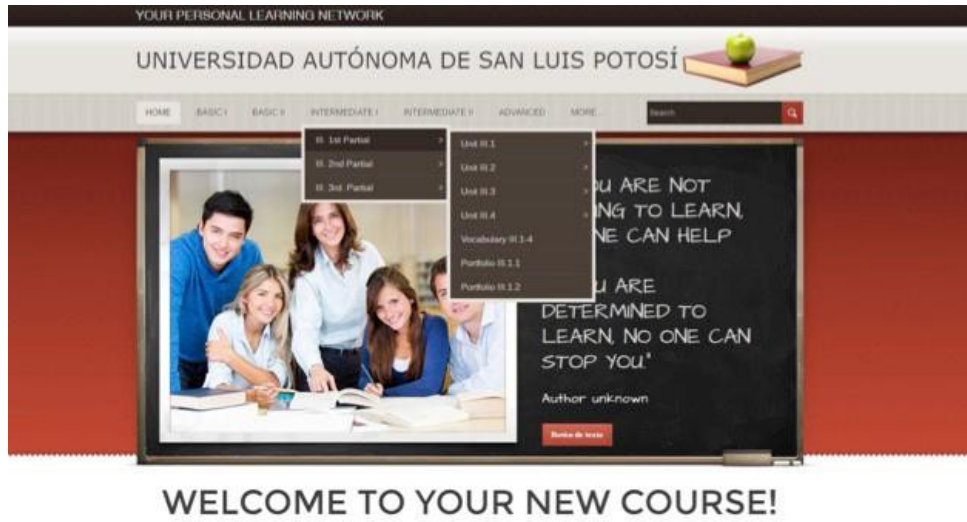 YOUR PERSONAL LEARNING NETWORK
UNIVERSIDAD AUTÓNOMA DE SAN LUIS POTOSÍ
HOME BASIC I BASIC II INTERMEDIATE I INTERMEDIATE II ADVANCED MORE...
Search
III. 1st Partial
III. 2nd Partial
III. 3rd. Partial
Unit III.1
Unit III.2
Unit III.3
Unit III.4
Vocabulary III.1-4
Portfolio III.1.1
Portfolio III.1.2
ARE NOT
TO LEARN,
CAN HELP
ARE
DETERMINED TO
LEARN, NO ONE CAN
STOP YOU."
Author unknown
Botón de texto
WELCOME TO YOUR NEW COURSE!